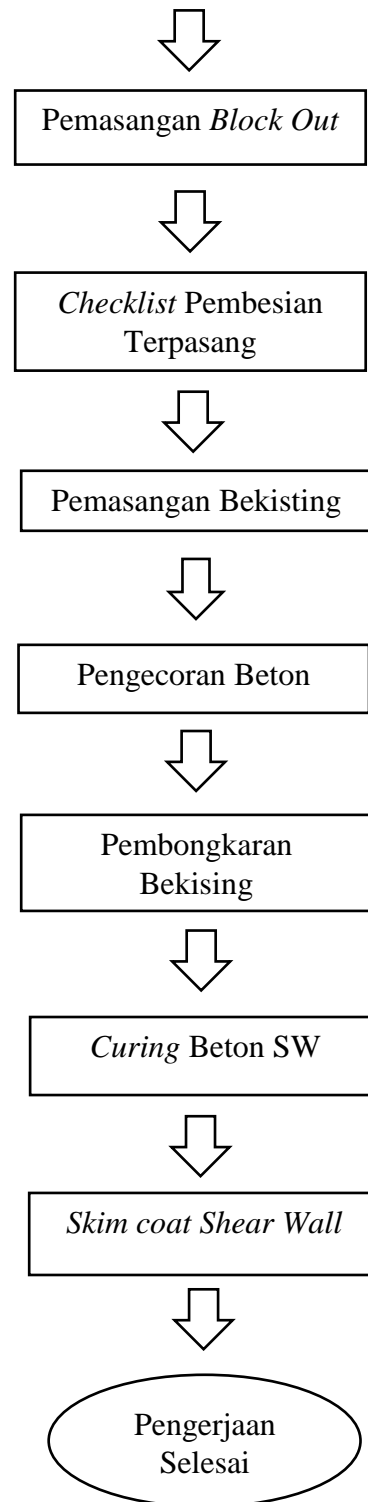 Pemasangan Block Out
Checklist Pembesian
Terpasang
Pemasangan Bekisting
Pengecoran Beton
Pembongkaran
Bekising
Curing Beton SW
Skim coat Shear Wall
Pengerjaan
Selesai